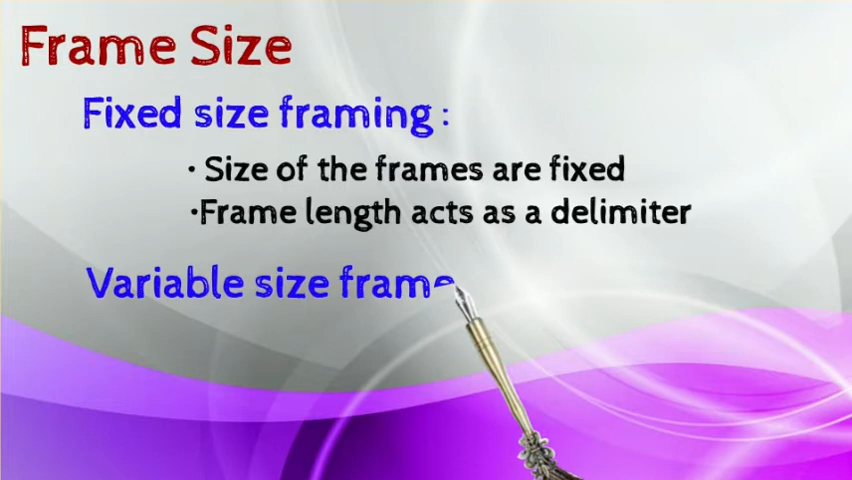 Frame Size
Fixed size framing :
• Size of the frames are fixed
•Frame length acts as a delimiter
Variable size frame